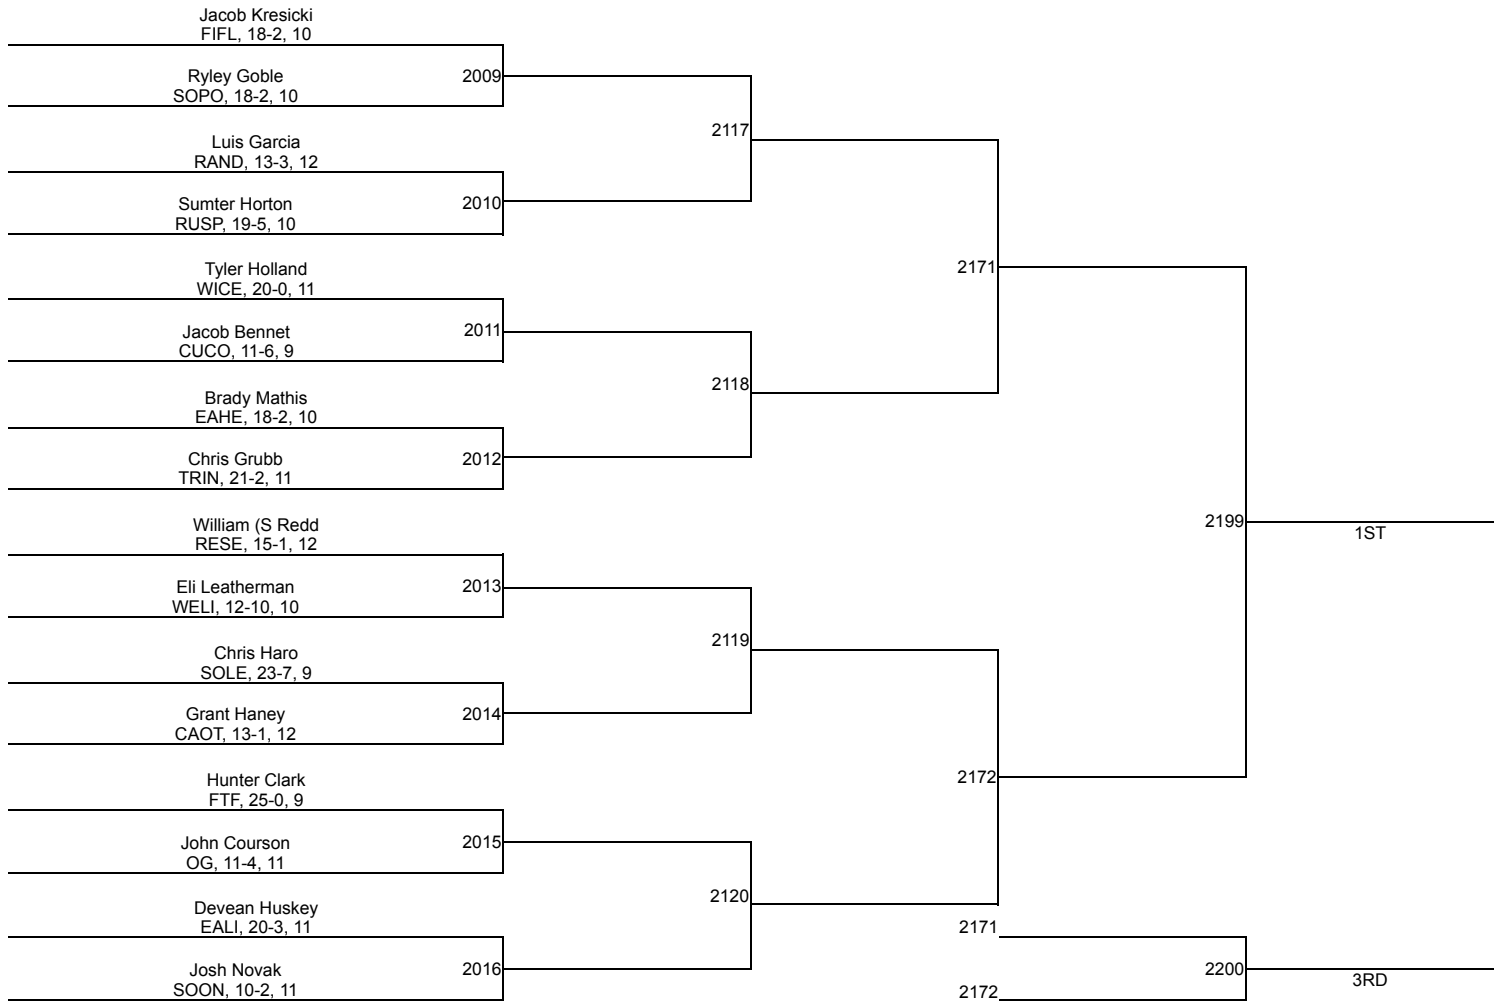 Jacob Kresicki
FIFL, 18-2, 10
Ryley Goble
SOPO, 18-2, 10
2009
Luis Garcia
RAND, 13-3, 12
Sumter Horton
RUSP, 19-5, 10
2010
2117
Tyler Holland
WICE, 20-0, 11
Jacob Bennet
CUCO, 11-6, 9
2011
Brady Mathis
EAHE, 18-2, 10
Chris Grubb
TRIN, 21-2, 11
2012
2118
2171
William (S Redd
RESE, 15-1, 12
Eli Leatherman
WELI, 12-10, 10
2013
Chris Haro
SOLE, 23-7, 9
Grant Haney
CAOT, 13-1, 12
2014
2119
Hunter Clark
FTF, 25-0, 9
John Courson
OG, 11-4, 11
2015
Devean Huskey
EALI, 20-3, 11
Josh Novak
SOON, 10-2, 11
2016
2120
2172
2199
1ST
2171
2172
2200
3RD